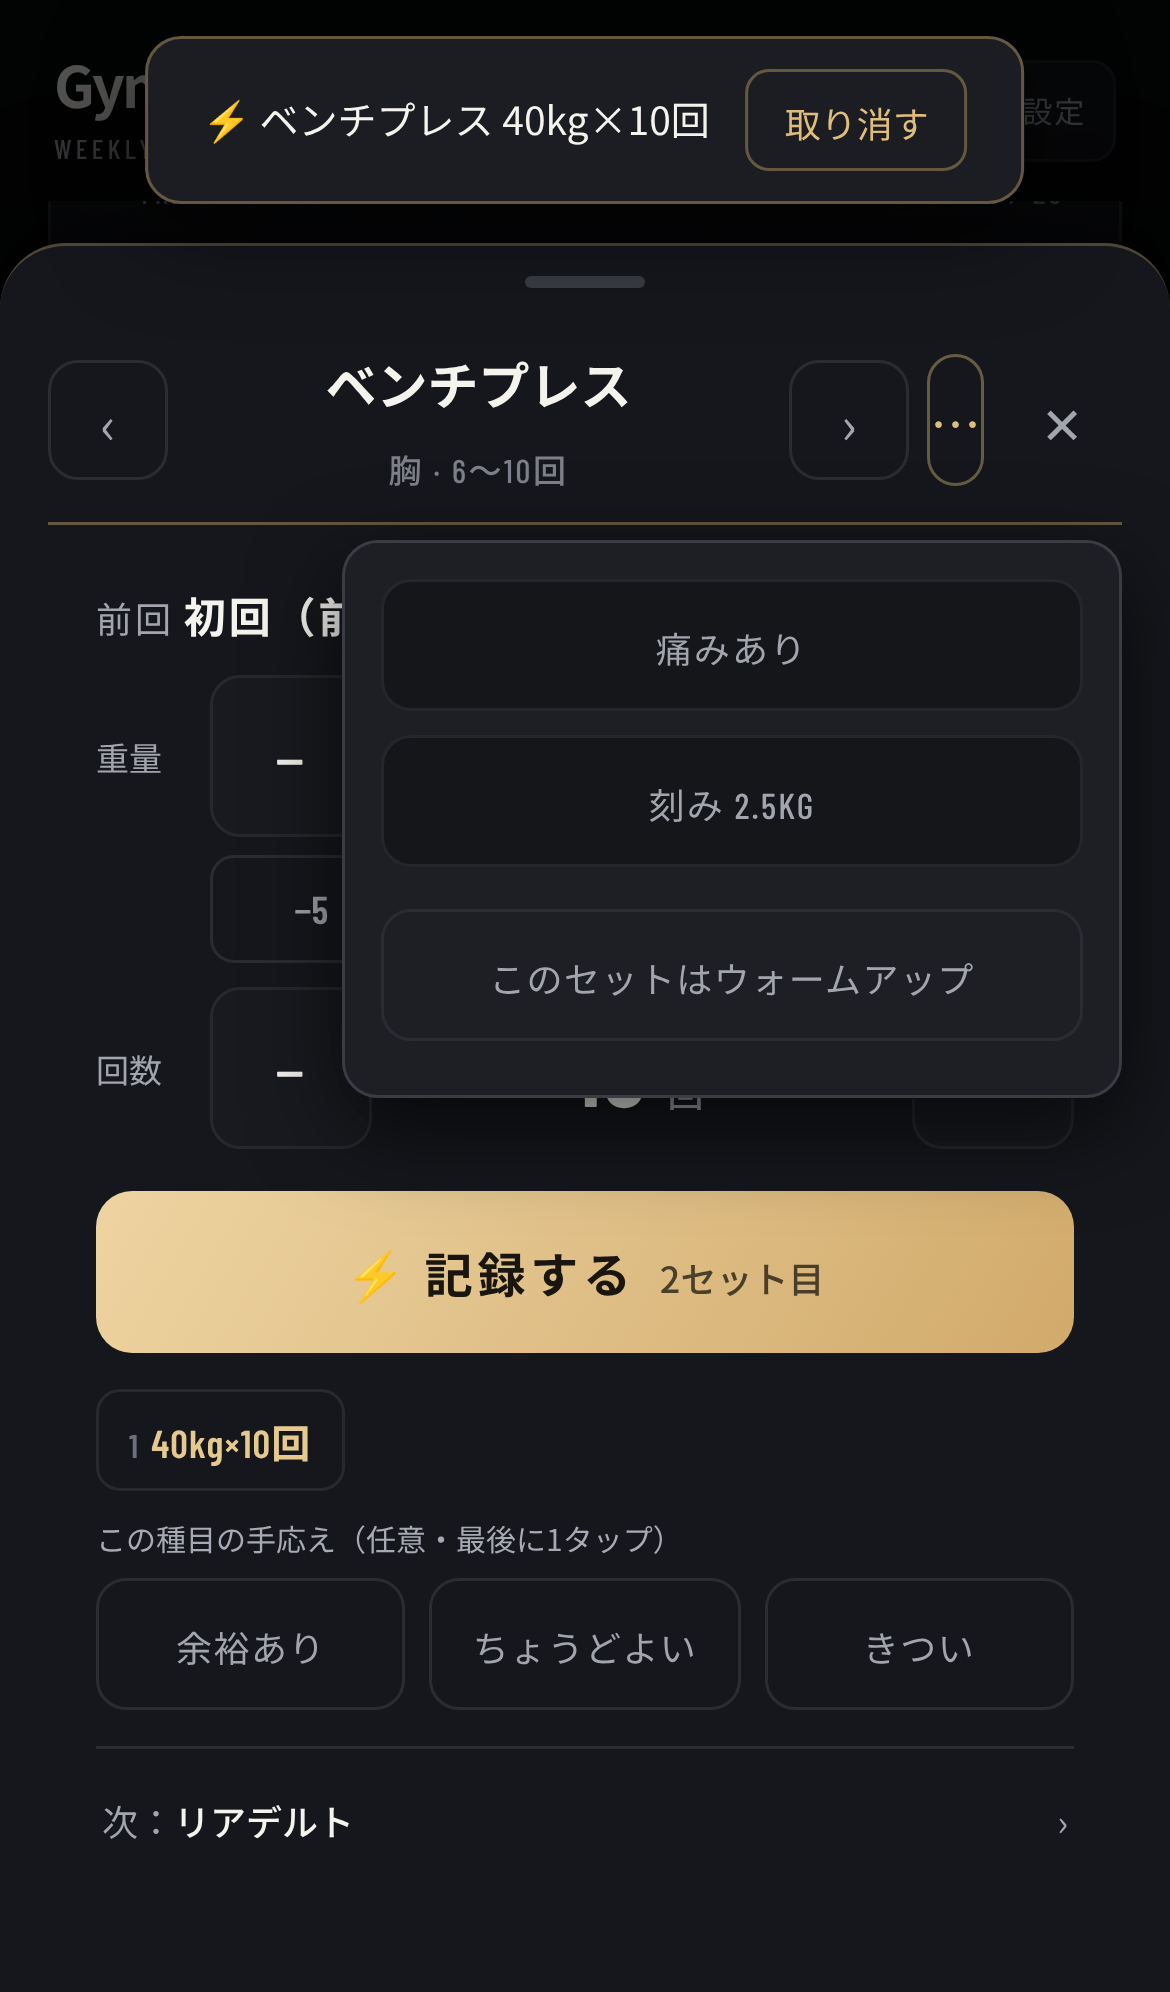 ⚡ ベンチプレス 40kg×10回 取り消す
設定
WEEKLY
‹ ベンチプレス › ··· ×
胸 · 6〜10回
前回 初回（前
痛みあり
重量 −
刻み 2.5KG
−5
このセットはウォームアップ
回数 −
回
⚡ 記録する 2セット目
1 40kg×10回
この種目の手応え（任意・最後に1タップ）
余裕あり ちょうどよい きつい
次：リアデルト ›